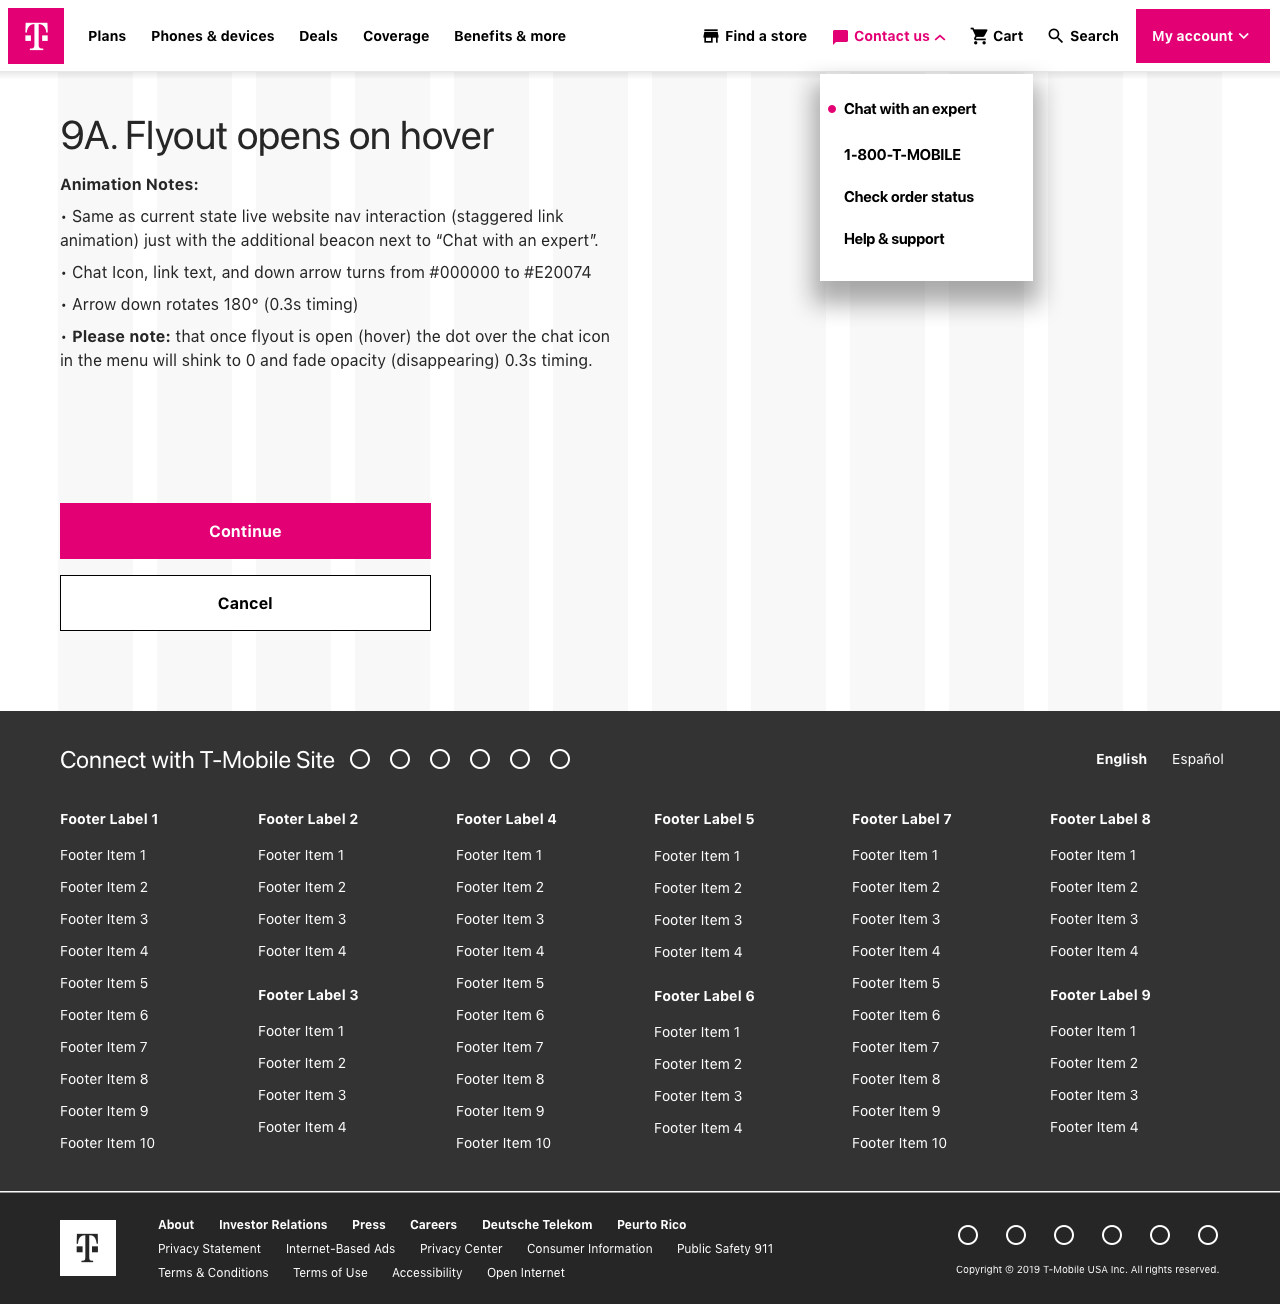 T Plans Phones & devices Deals Coverage Benefits & more Find a store Contact us Cart Search My account
Chat with an expert
1-800-T-MOBILE
Check order status
Help & support
9A. Flyout opens on hover
Animation Notes:
• Same as current state live website nav interaction (staggered link
animation) just with the additional beacon next to “Chat with an expert”.
• Chat Icon, link text, and down arrow turns from #000000 to #E20074
• Arrow down rotates 180° (0.3s timing)
• Please note: that once flyout is open (hover) the dot over the chat icon
in the menu will shink to 0 and fade opacity (disappearing) 0.3s timing.
Continue
Cancel
Connect with T-Mobile Site
English Español
Footer Label 1
Footer Item 1
Footer Item 2
Footer Item 3
Footer Item 4
Footer Item 5
Footer Item 6
Footer Item 7
Footer Item 8
Footer Item 9
Footer Item 10
Footer Label 2
Footer Item 1
Footer Item 2
Footer Item 3
Footer Item 4
Footer Label 3
Footer Item 1
Footer Item 2
Footer Item 3
Footer Item 4
Footer Label 4
Footer Item 1
Footer Item 2
Footer Item 3
Footer Item 4
Footer Item 5
Footer Item 6
Footer Item 7
Footer Item 8
Footer Item 9
Footer Item 10
Footer Label 5
Footer Item 1
Footer Item 2
Footer Item 3
Footer Item 4
Footer Label 6
Footer Item 1
Footer Item 2
Footer Item 3
Footer Item 4
Footer Label 7
Footer Item 1
Footer Item 2
Footer Item 3
Footer Item 4
Footer Item 5
Footer Item 6
Footer Item 7
Footer Item 8
Footer Item 9
Footer Item 10
Footer Label 8
Footer Item 1
Footer Item 2
Footer Item 3
Footer Item 4
Footer Label 9
Footer Item 1
Footer Item 2
Footer Item 3
Footer Item 4
T
About Investor Relations Press Careers Deutsche Telekom Peurto Rico
Privacy Statement Internet-Based Ads Privacy Center Consumer Information Public Safety 911
Terms & Conditions Terms of Use Accessibility Open Internet
Copyright © 2019 T-Mobile USA Inc. All rights reserved.